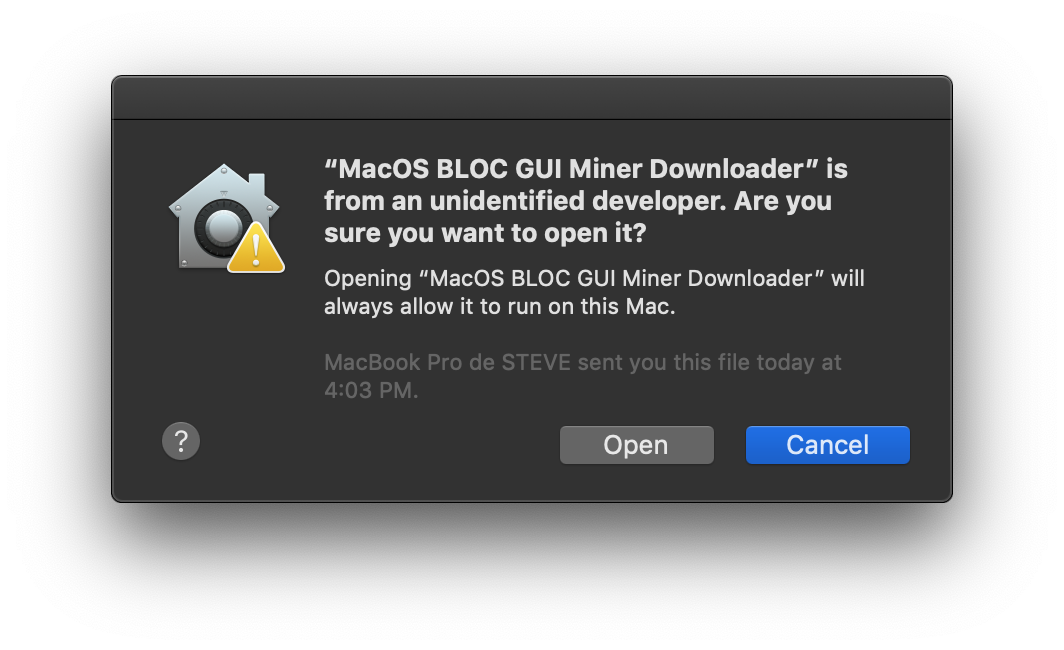 “MacOS BLOC GUI Miner Downloader” is
from an unidentified developer. Are you
sure you want to open it?
Opening “MacOS BLOC GUI Miner Downloader” will
always allow it to run on this Mac.
MacBook Pro de STEVE sent you this file today at
4:03 PM.
?
Open
Cancel